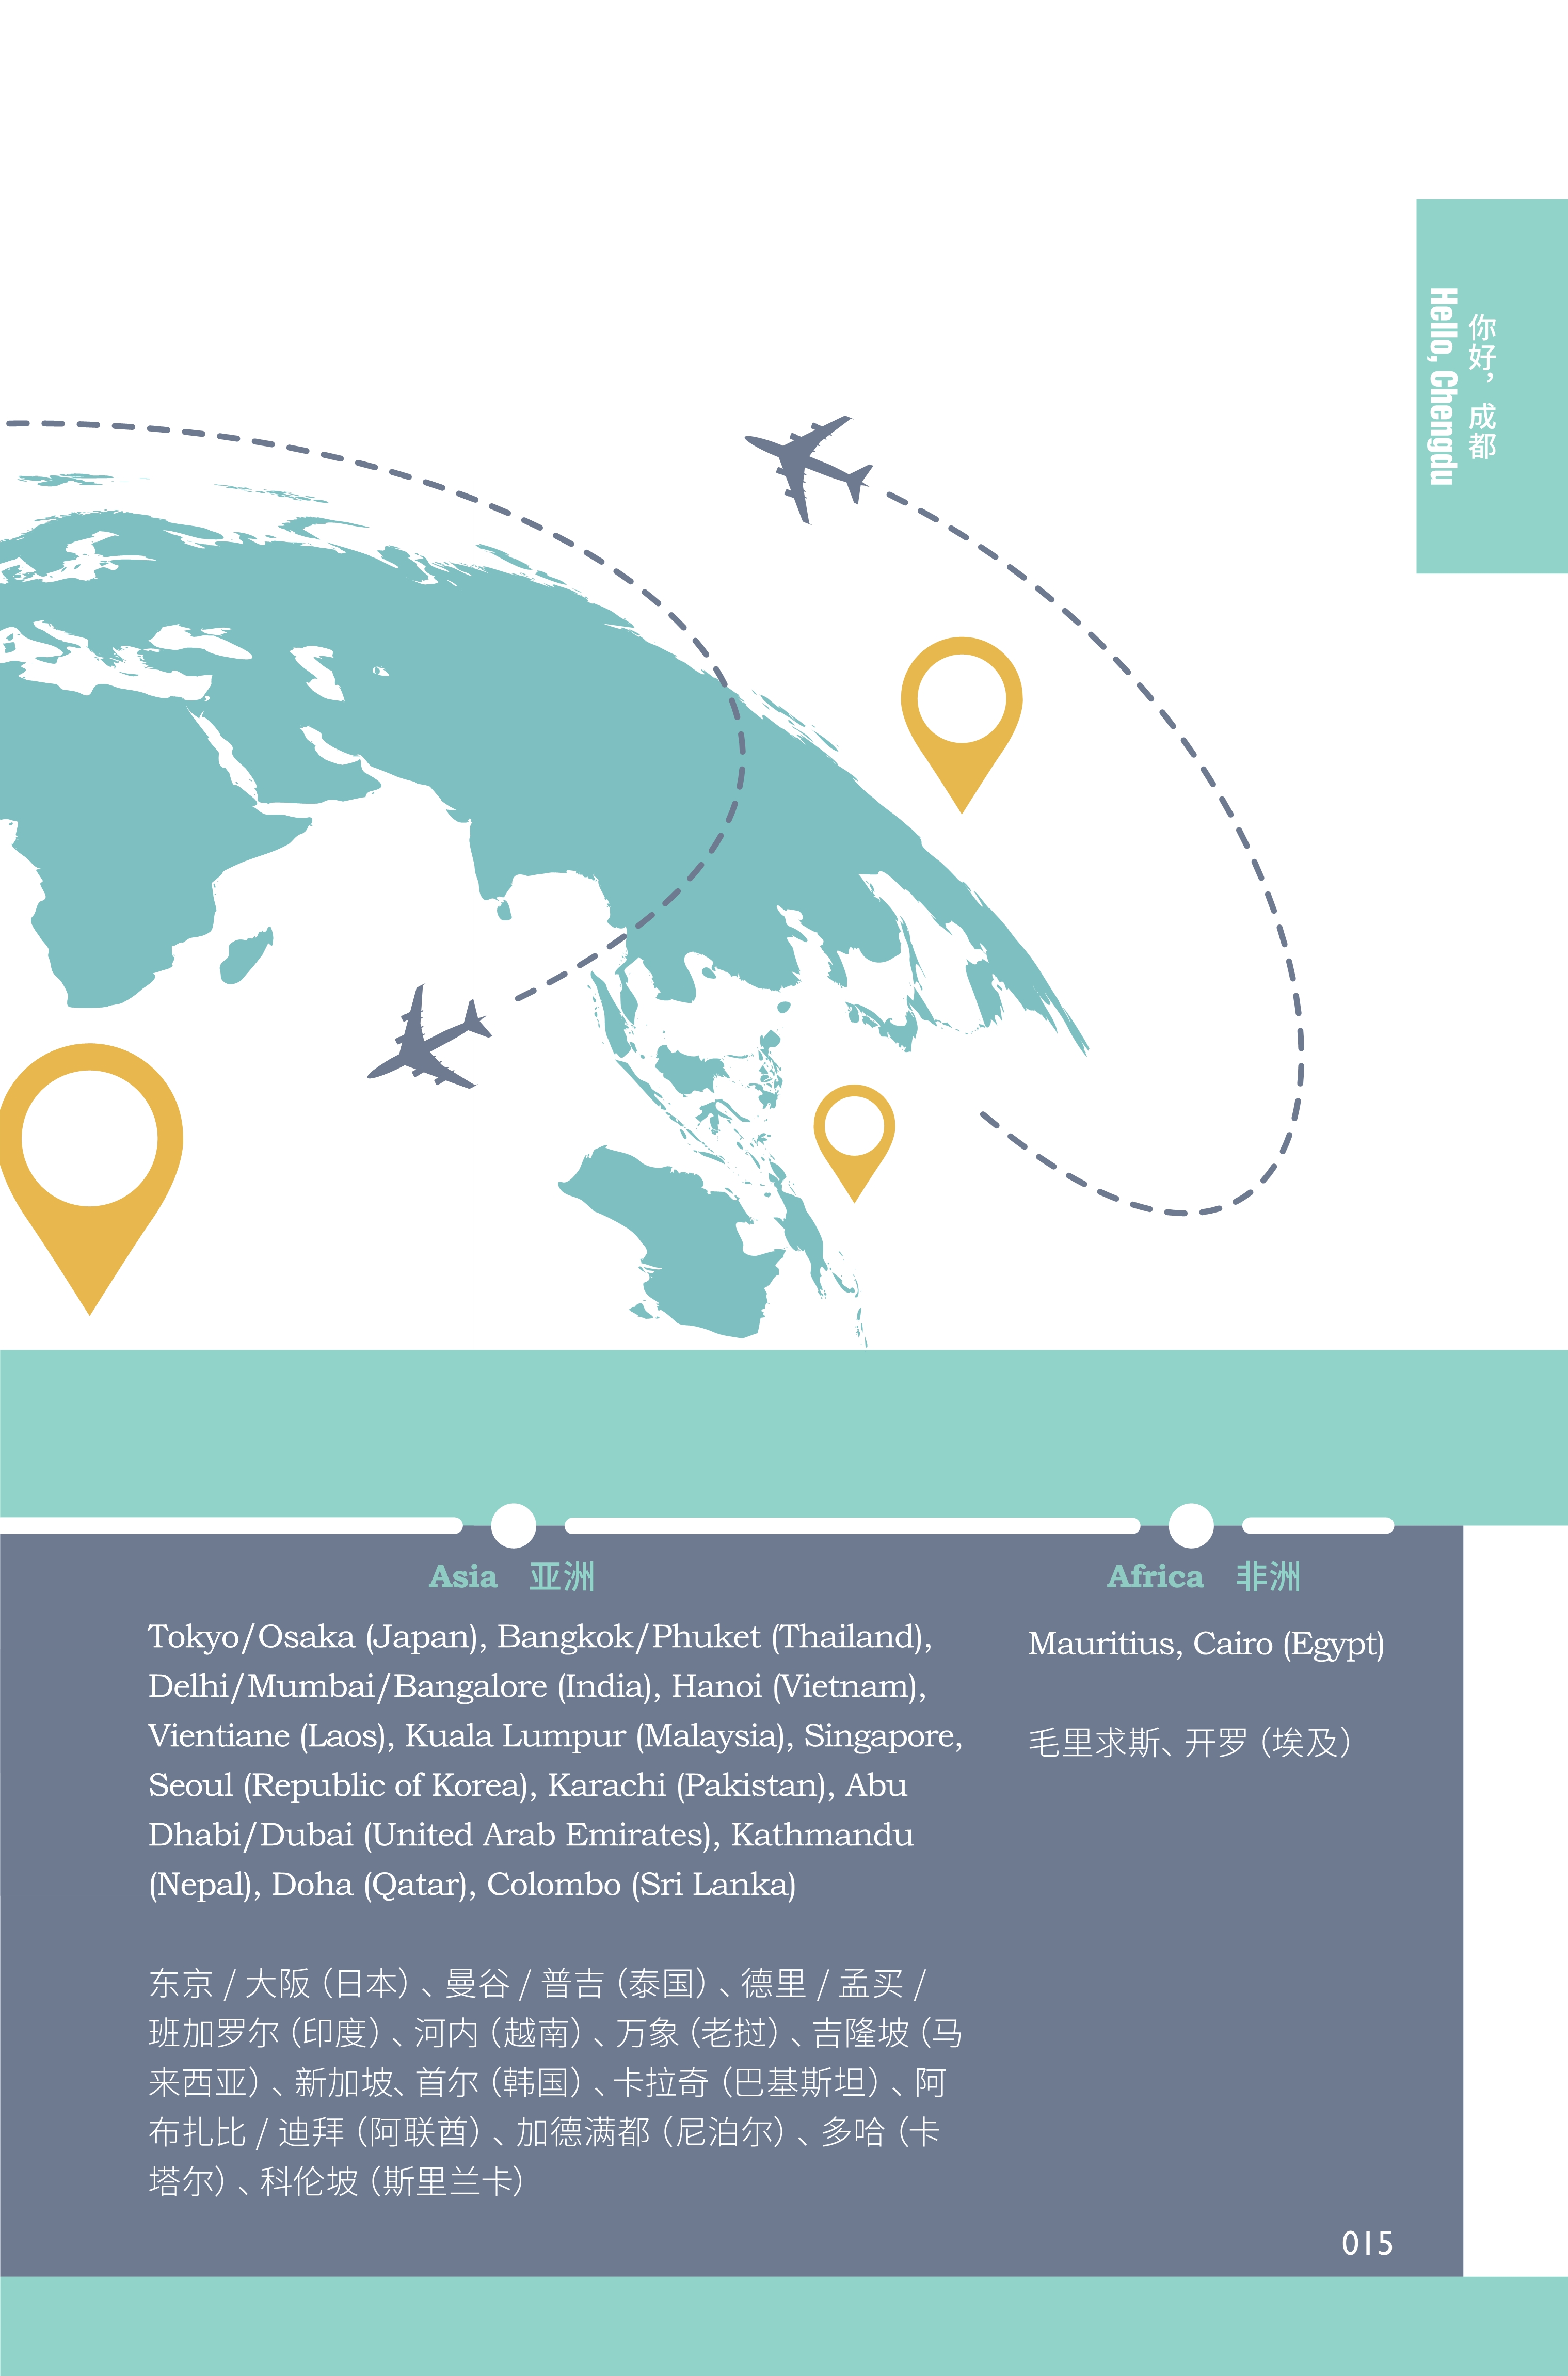 你好，成都
Hello, Chengdu
Asia 亚洲
Tokyo/Osaka (Japan), Bangkok/Phuket (Thailand),
Delhi/Mumbai/Bangalore (India), Hanoi (Vietnam),
Vientiane (Laos), Kuala Lumpur (Malaysia), Singapore,
Seoul (Republic of Korea), Karachi (Pakistan), Abu
Dhabi/Dubai (United Arab Emirates), Kathmandu
(Nepal), Doha (Qatar), Colombo (Sri Lanka)
东京 / 大阪（日本）、曼谷 / 普吉（泰国）、德里 / 孟买 /
班加罗尔（印度）、河内（越南）、万象（老挝）、吉隆坡（马
来西亚）、新加坡、首尔（韩国）、卡拉奇（巴基斯坦）、阿
布扎比 / 迪拜（阿联酋）、加德满都（尼泊尔）、多哈（卡
塔尔）、科伦坡（斯里兰卡）
Africa 非洲
Mauritius, Cairo (Egypt)
毛里求斯、开罗（埃及）
015